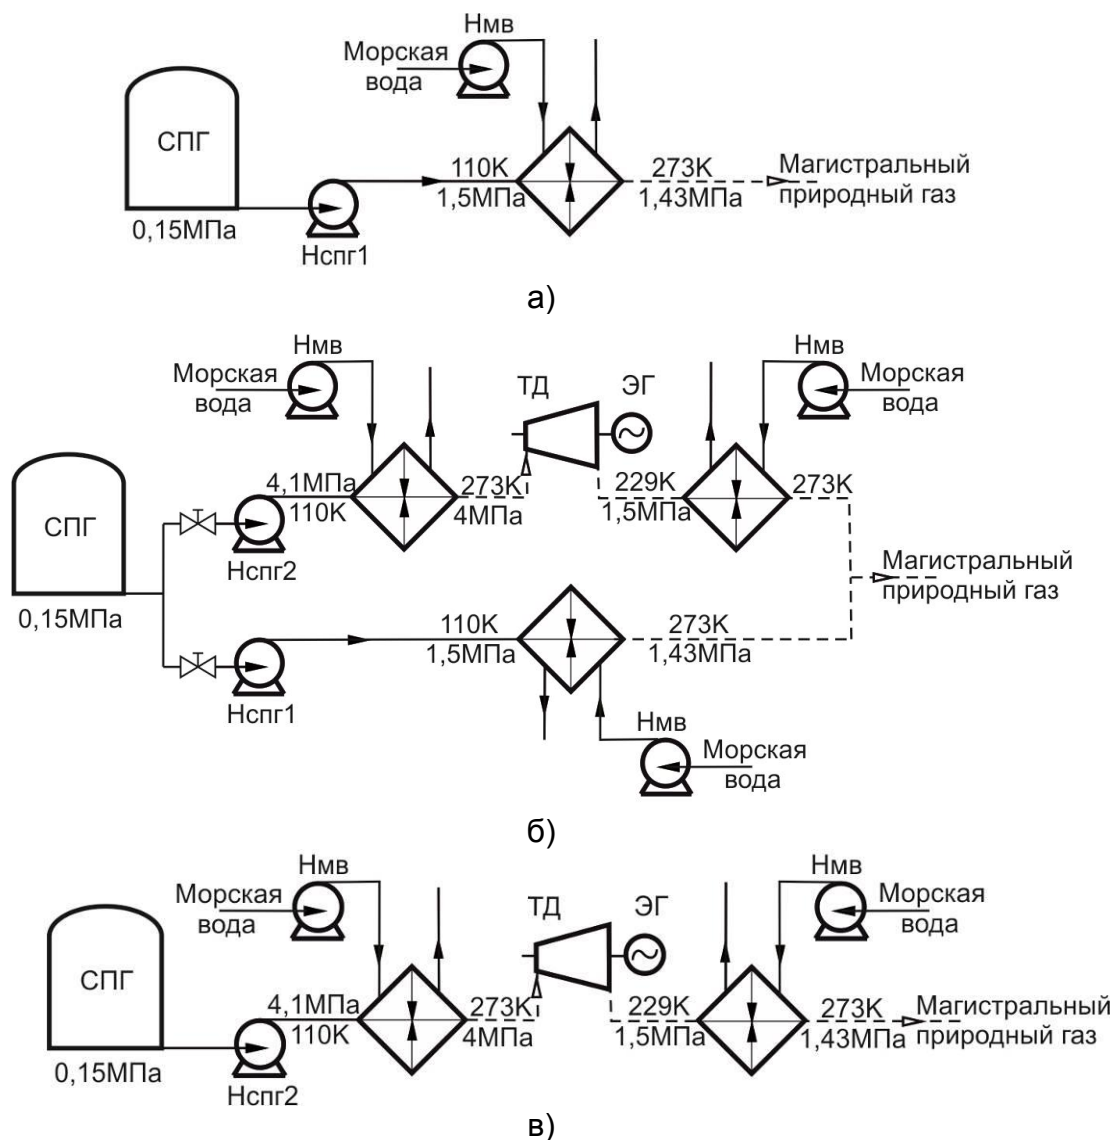 Нмв
Морская
вода
СПГ
110К
1,5МПа
273К
1,43МПа
Магистральный
природный газ
0,15МПа
Нспг1
а)
Нмв
Морская
вода
ТД
ЭГ
Нмв
Морская
вода
4,1МПа
110К
273К
4МПа
229К
1,5МПа
273К
СПГ
Нспг2
0,15МПа
Магистральный
природный газ
110К
1,5МПа
273К
1,43МПа
Нспг1
Нмв
Морская
вода
б)
Нмв
Морская
вода
ТД
ЭГ
Нмв
Морская
вода
СПГ
4,1МПа
110К
273К
4МПа
229К
1,5МПа
273К
1,43МПа
Магистральный
природный газ
0,15МПа
Нспг2
в)